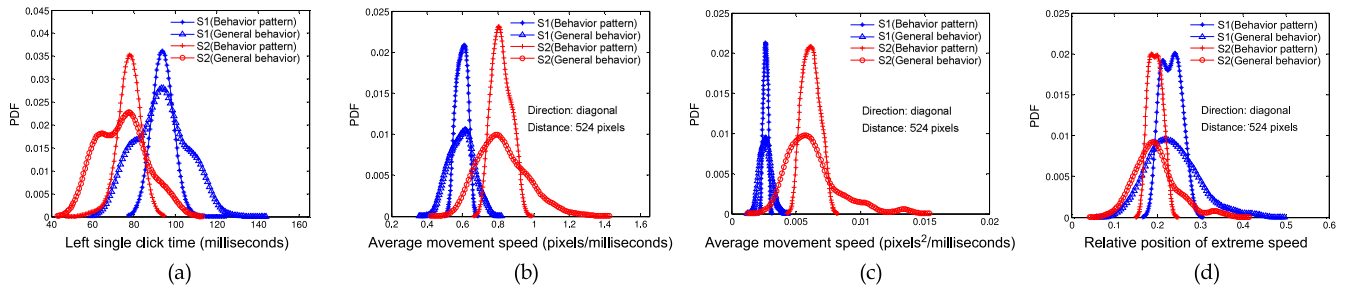 0.045
0.04
0.035
0.03
0.025
0.02
0.015
0.01
0.005
0
PDF
S1(Behavior pattern)
S1(General behavior)
S2(Behavior pattern)
S2(General behavior)
40 60 80 100 120 140 160
Left single click time (milliseconds)
(a)
0.025
0.02
0.015
0.01
0.005
0
PDF
S1(Behavior pattern)
S1(General behavior)
S2(Behavior pattern)
S2(General behavior)
Direction: diagonal
Distance: 524 pixels
0.2 0.4 0.6 0.8 1 1.2 1.4 1.6
Average movement speed (pixels/milliseconds)
(b)
0.025
0.02
0.015
0.01
0.005
0
PDF
S1(Behavior pattern)
S1(General behavior)
S2(Behavior pattern)
S2(General behavior)
Direction: diagonal
Distance: 524 pixels
0 0.005 0.01 0.015 0.02
Average movement speed (pixels²/milliseconds)
(c)
0.025
0.02
0.015
0.01
0.005
0
PDF
S1(Behavior pattern)
S1(General behavior)
S2(Behavior pattern)
S2(General behavior)
Direction: diagonal
Distance: 524 pixels
0 0.1 0.2 0.3 0.4 0.5 0.6
Relative position of extreme speed
(d)